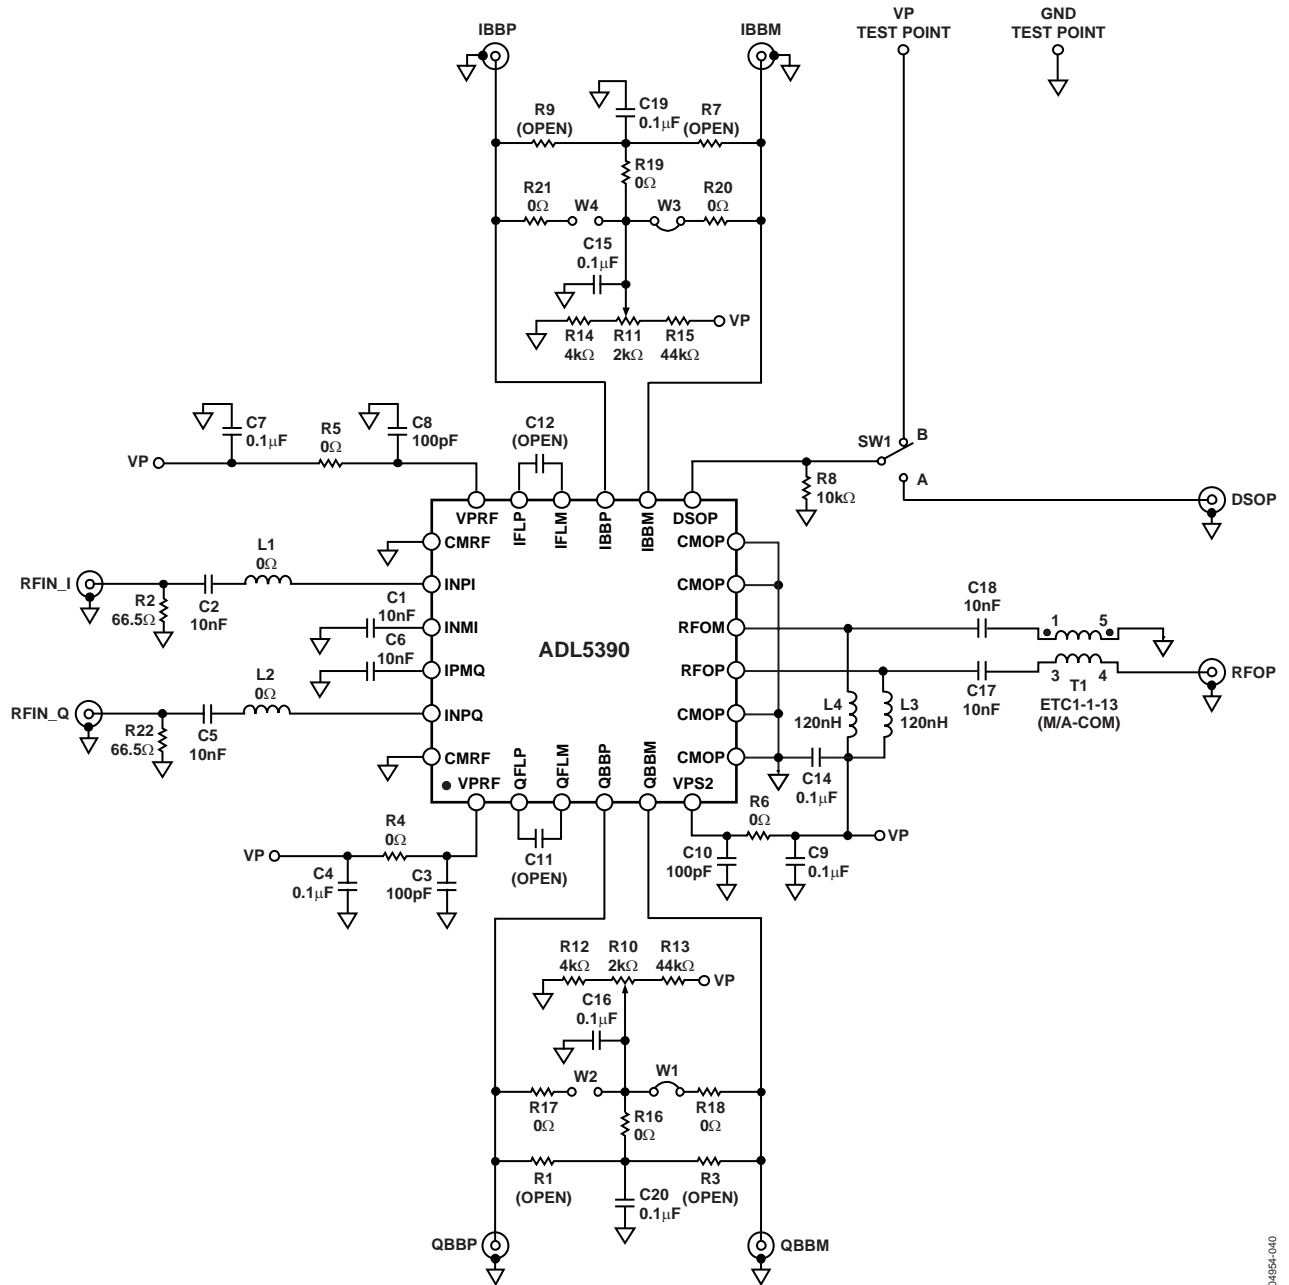 IBBP
IBBM
VP
TEST POINT
GND
TEST POINT
R9
(OPEN)
C19
0.1μF
R7
(OPEN)
R19
0Ω
R21
0Ω
W4
W3
R20
0Ω
C15
0.1μF
VP
R14
4kΩ
R11
2kΩ
R15
44kΩ
C7
0.1μF
R5
0Ω
C8
100pF
C12
(OPEN)
VP
SW1
B
A
R8
10kΩ
DSOP
VPRF
IFLP
IFLM
IBBP
IBBM
DSOP
CMRF
CMOP
L1
0Ω
RFIN_I
R2
66.5Ω
C2
10nF
INPI
CMOP
C1
10nF
INMI
RFOM
C18
10nF
1
5
C6
10nF
IPMQ
ADL5390
RFOP
3
4
T1
ETC1-1-13
(M/A-COM)
RFOP
C17
10nF
L2
0Ω
RFIN_Q
R22
66.5Ω
C5
10nF
INPQ
CMOP
L4
120nH
L3
120nH
CMRF
CMOP
C14
0.1μF
VPRF
QFLP
QFLM
QBBP
QBBM
VPS2
R4
0Ω
VP
C4
0.1μF
C3
100pF
C11
(OPEN)
R6
0Ω
VP
C10
100pF
C9
0.1μF
R12
4kΩ
R10
2kΩ
R13
44kΩ
VP
C16
0.1μF
W2
W1
R17
0Ω
R16
0Ω
R18
0Ω
R1
(OPEN)
C20
0.1μF
R3
(OPEN)
QBBP
QBBM
04954-040